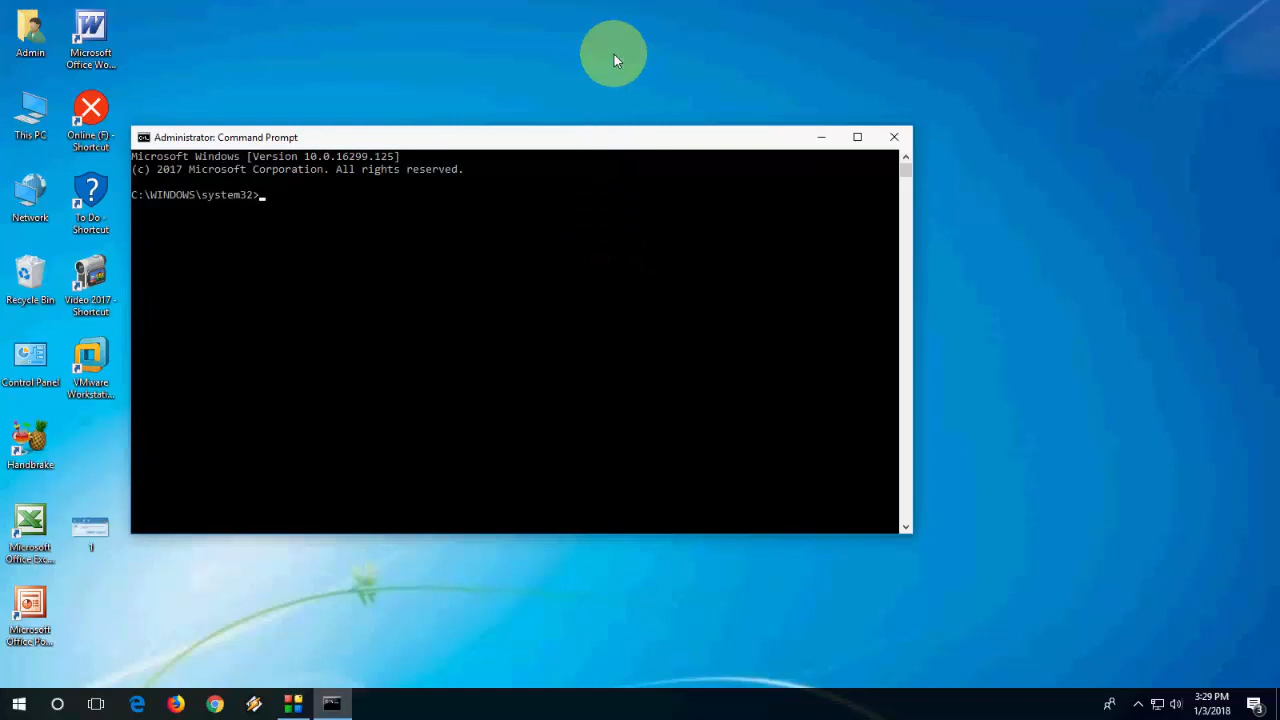 Admin
Microsoft
Office Wo...
This PC
Online (F) -
Shortcut
Network
To Do -
Shortcut
Recycle Bin
Video 2017 -
Shortcut
Control Panel
VMware
Workstati...
Handbrake
Microsoft
Office Exc...
1
Microsoft
Office Po...
Administrator: Command Prompt
Microsoft Windows [Version 10.0.16299.125]
(c) 2017 Microsoft Corporation. All rights reserved.
C:\WINDOWS\system32>
3:29 PM
1/3/2018
3